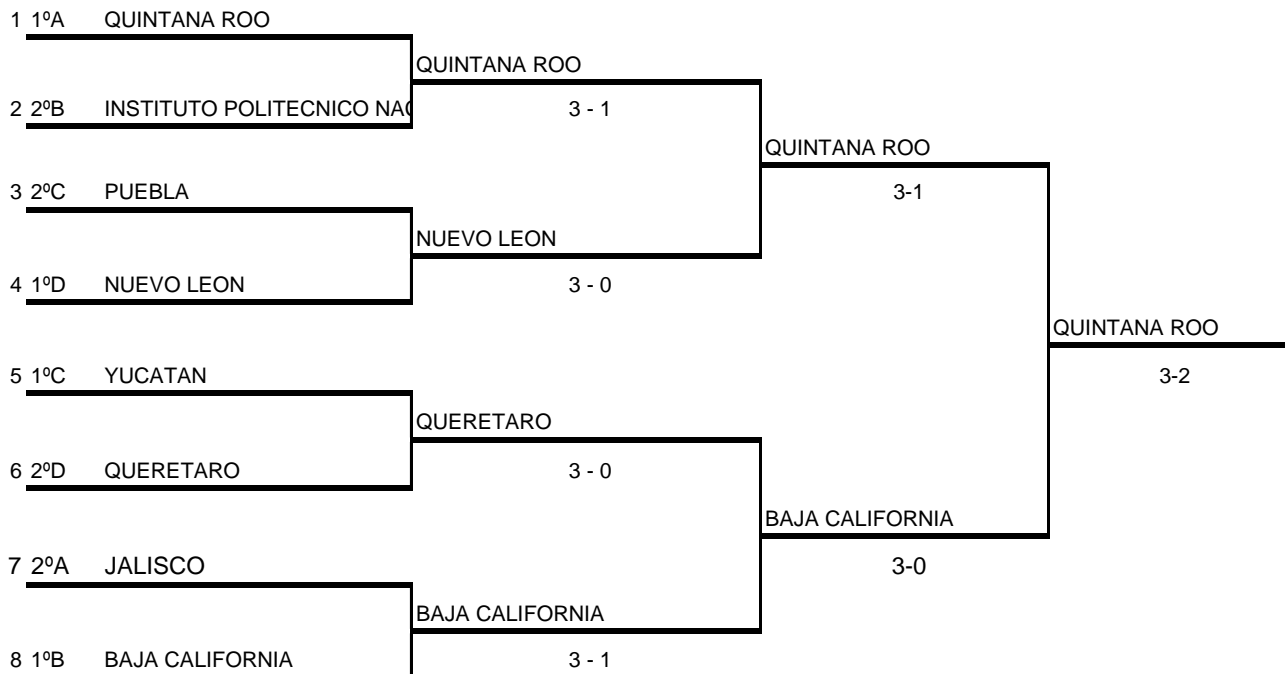 1 1ºA QUINTANA ROO
QUINTANA ROO
2 2ºB INSTITUTO POLITECNICO
3 - 1
QUINTANA ROO
3 2ºC PUEBLA
3-1
NUEVO LEON
4 1ºD NUEVO LEON
3 - 0
QUINTANA ROO
5 1ºC YUCATAN
3-2
QUERETARO
6 2ºD QUERETARO
3 - 0
BAJA CALIFORNIA
7 2ºA JALISCO
3-0
BAJA CALIFORNIA
8 1ºB BAJA CALIFORNIA
3 - 1